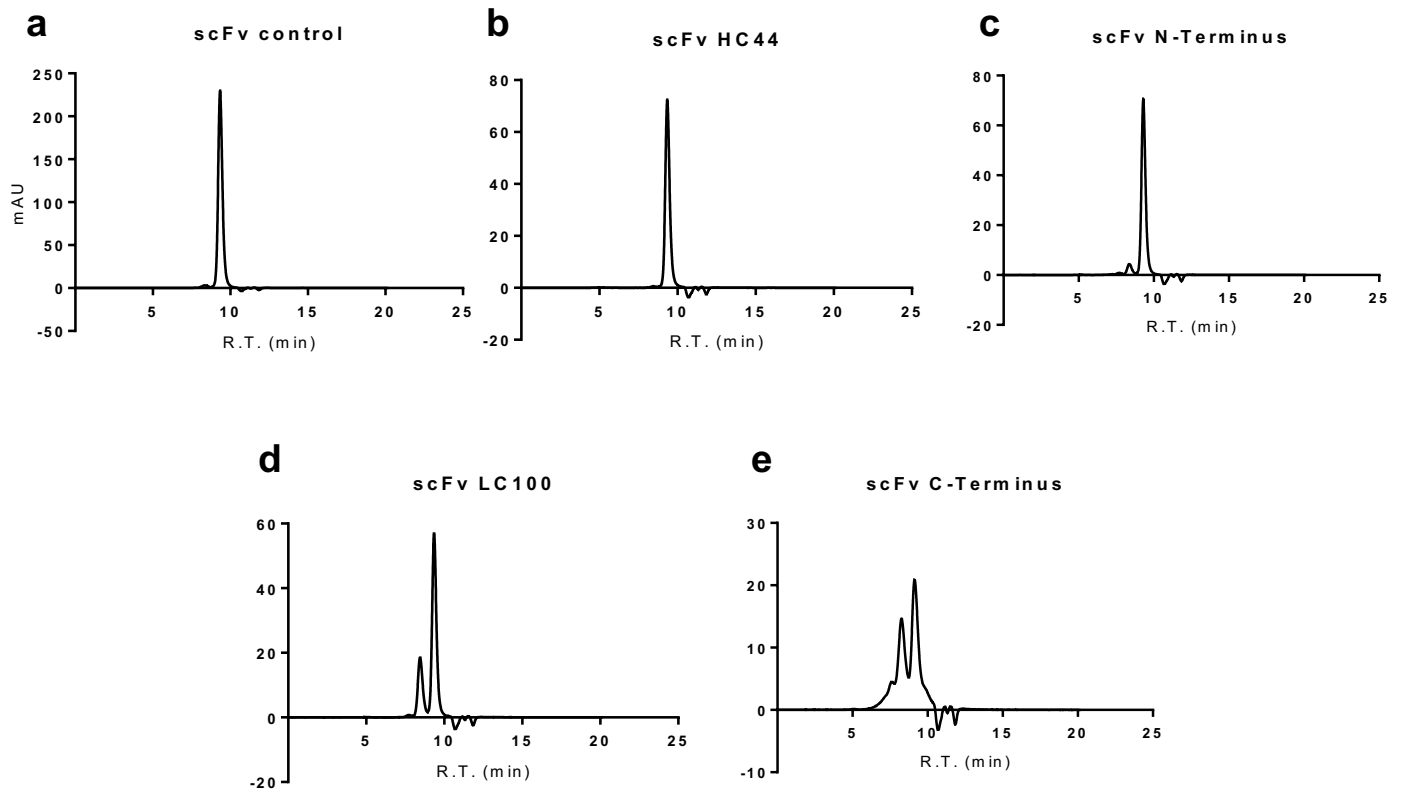 a
scFv control
250
200
150
100
50
0
-50
mAU
5 10 15 20 25
R.T. (min)
b
scFv HC44
80
60
40
20
0
-20
5 10 15 20 25
R.T. (min)
c
scFv N-Terminus
80
60
40
20
0
-20
5 10 15 20 25
R.T. (min)
d
scFv LC100
60
40
20
0
-20
5 10 15 20 25
R.T. (min)
e
scFv C-Terminus
30
20
10
0
-10
5 10 15 20 25
R.T. (min)